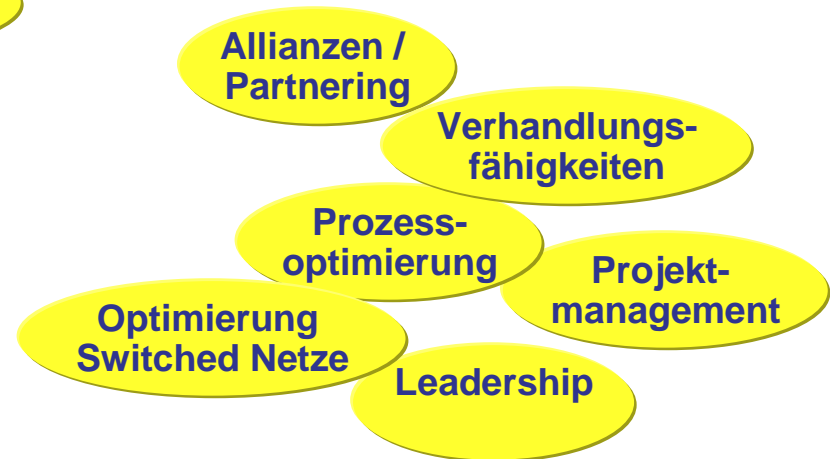 Allianzen /
Partnering
Verhandlungs-
fähigkeiten
Prozess-
optimierung
Projekt-
management
Optimierung
Switched Netze
Leadership